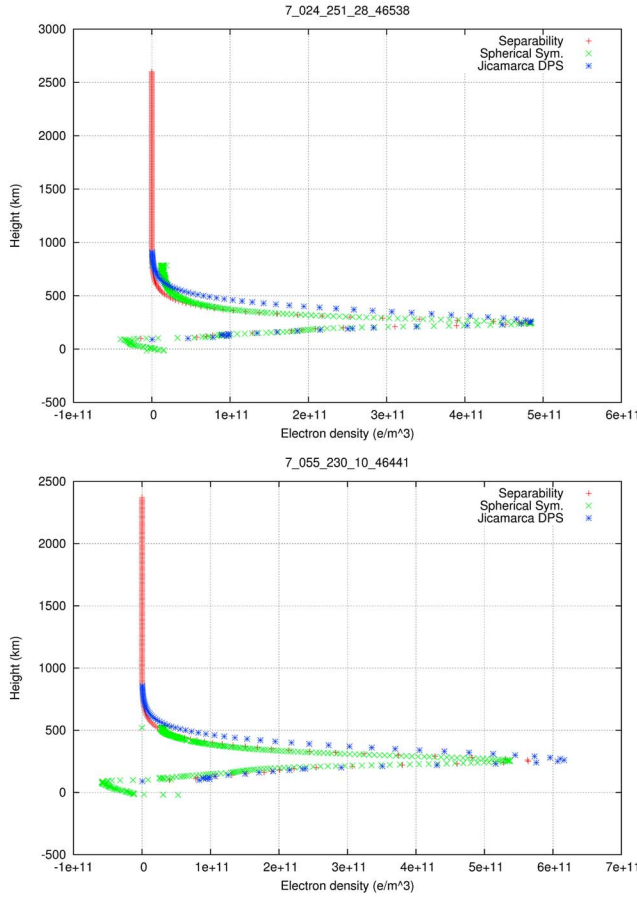 7_024_251_28_46538
3000
2500
2000
1500
1000
500
0
-500
Height (km)
Separability
Spherical Sym.
Jicamarca DPS
-1e+11 0 1e+11 2e+11 3e+11 4e+11 5e+11 6e+11
Electron density (e/m^3)
7_055_230_10_46441
2500
2000
1500
1000
500
0
-500
Height (km)
Separability
Spherical Sym.
Jicamarca DPS
-1e+11 0 1e+11 2e+11 3e+11 4e+11 5e+11 6e+11 7e+11
Electron density (e/m^3)